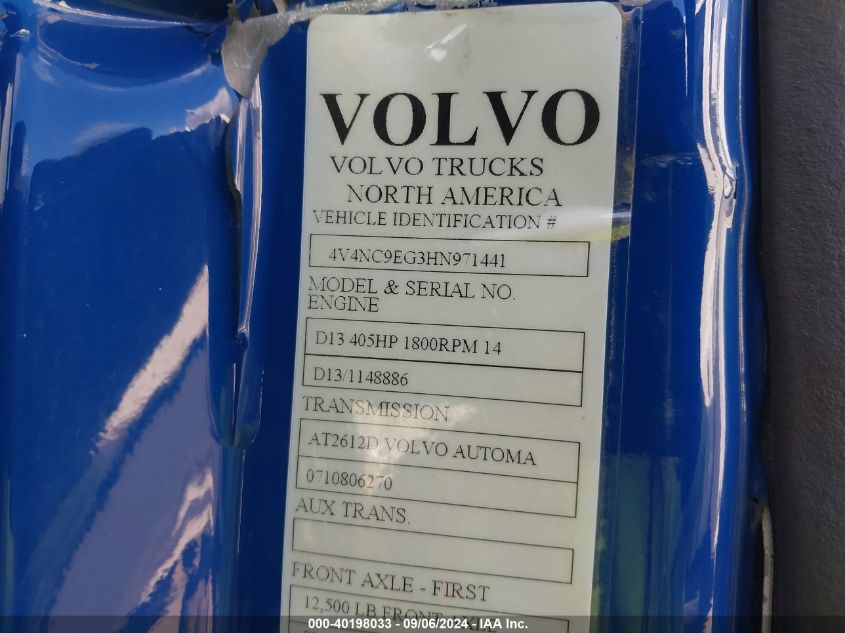 VOLVO
VOLVO TRUCKS
NORTH AMERICA
VEHICLE IDENTIFICATION #
4V4NC9EG3HN971441
MODEL & SERIAL NO.
ENGINE
D13 405HP 1800RPM 14
D13/1148886
TRANSMISSION
AT2612D VOLVO AUTOMA
0710806270
AUX TRANS.
FRONT AXLE - FIRST
12,500 LB FRONT AXLE
000-40198033 - 09/06/2024 - IAA Inc.